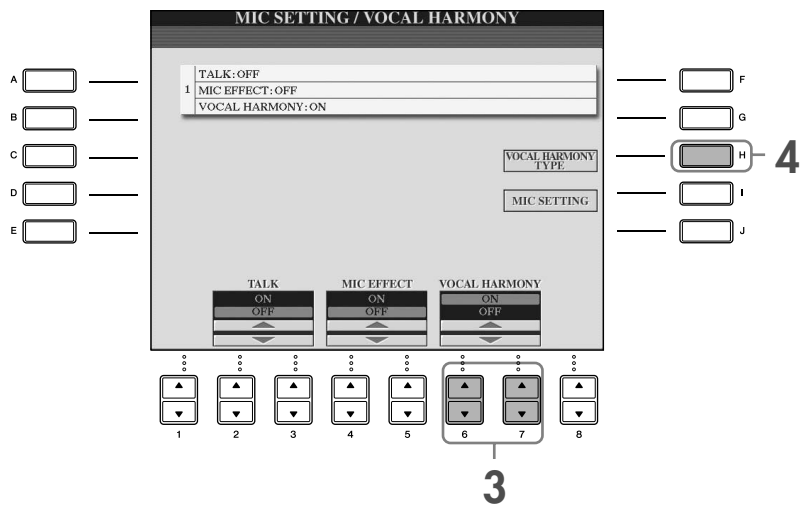 MIC SETTING / VOCAL HARMONY
TALK:OFF
1 MIC EFFECT:OFF
VOCAL HARMONY:ON
A
B
C
D
E
F
G
H
I
J
4
VOCAL HARMONY
TYPE
MIC SETTING
TALK MIC EFFECT VOCAL HARMONY
ON ON ON
OFF OFF OFF
1 2 3 4 5 6 7 8
3